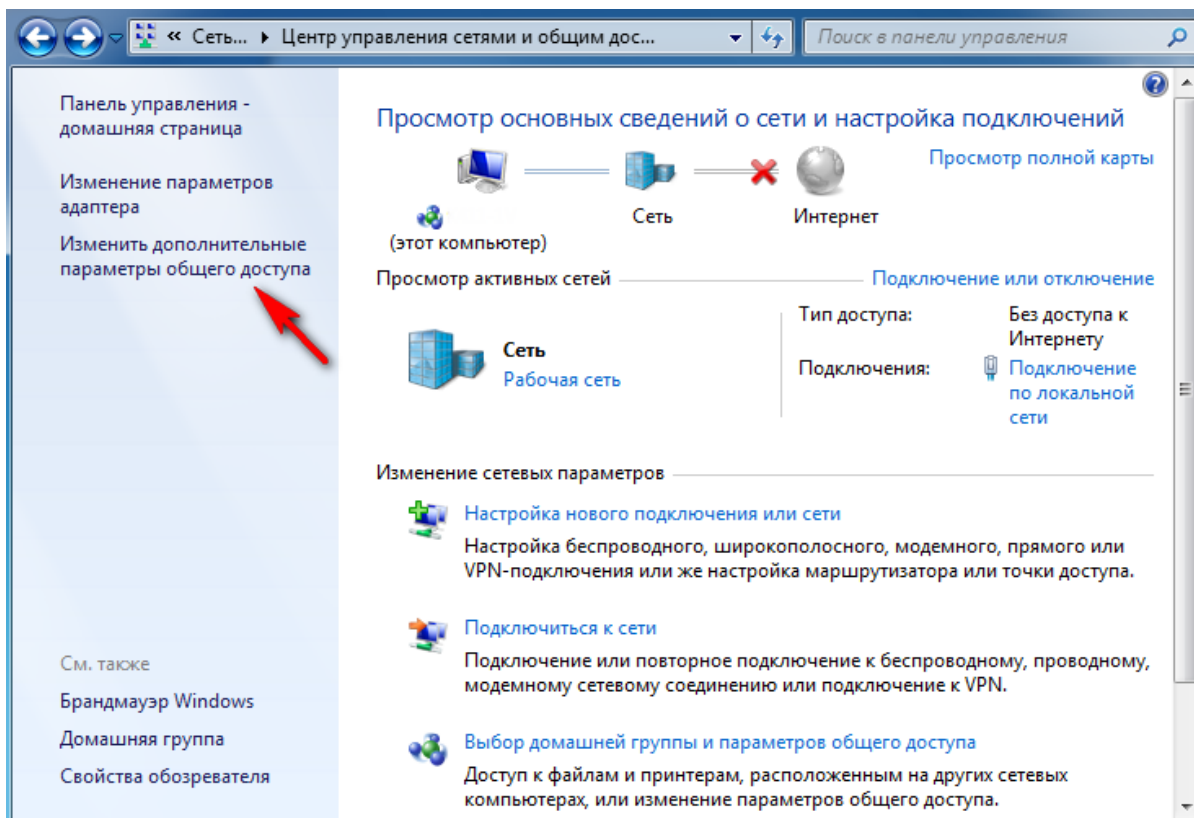 « Сеть... Центр управления сетями и общим дос...
Поиск в панели управления
Панель управления -
домашняя страница
Изменение параметров
адаптера
Изменить дополнительные
параметры общего доступа
См. также
Брандмауэр Windows
Домашняя группа
Свойства обозревателя
Просмотр основных сведений о сети и настройка подключений
Просмотр полной карты
(этот компьютер)
Сеть
Интернет
Просмотр активных сетей
Подключение или отключение
Сеть
Рабочая сеть
Тип доступа:
Без доступа к
Интернету
Подключения:
Подключение
по локальной
сети
Изменение сетевых параметров
Настройка нового подключения или сети
Настройка беспроводного, широкополосного, модемного, прямого или
VPN-подключения или же настройка маршрутизатора или точки доступа.
Подключиться к сети
Подключение или повторное подключение к беспроводному, проводному,
модемному сетевому соединению или подключение к VPN.
Выбор домашней группы и параметров общего доступа
Доступ к файлам и принтерам, расположенным на других сетевых
компьютерах, или изменение параметров общего доступа.